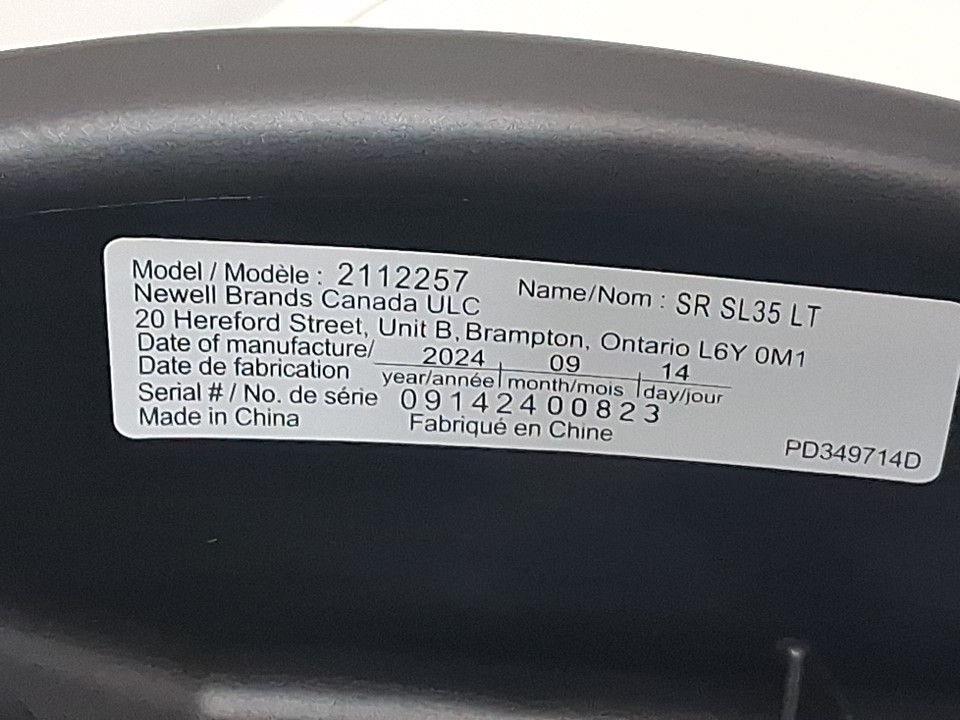 Model / Modèle : 2112257 Name/Nom : SR SL35 LT
Newell Brands Canada ULC
20 Hereford Street, Unit B, Brampton, Ontario L6Y 0M1
Date of manufacture/ 2024 | 09 | 14
Date de fabrication year/année | month/mois | day/jour
Serial # / No. de série 09142400823
Made in China Fabriqué en Chine
PD349714D